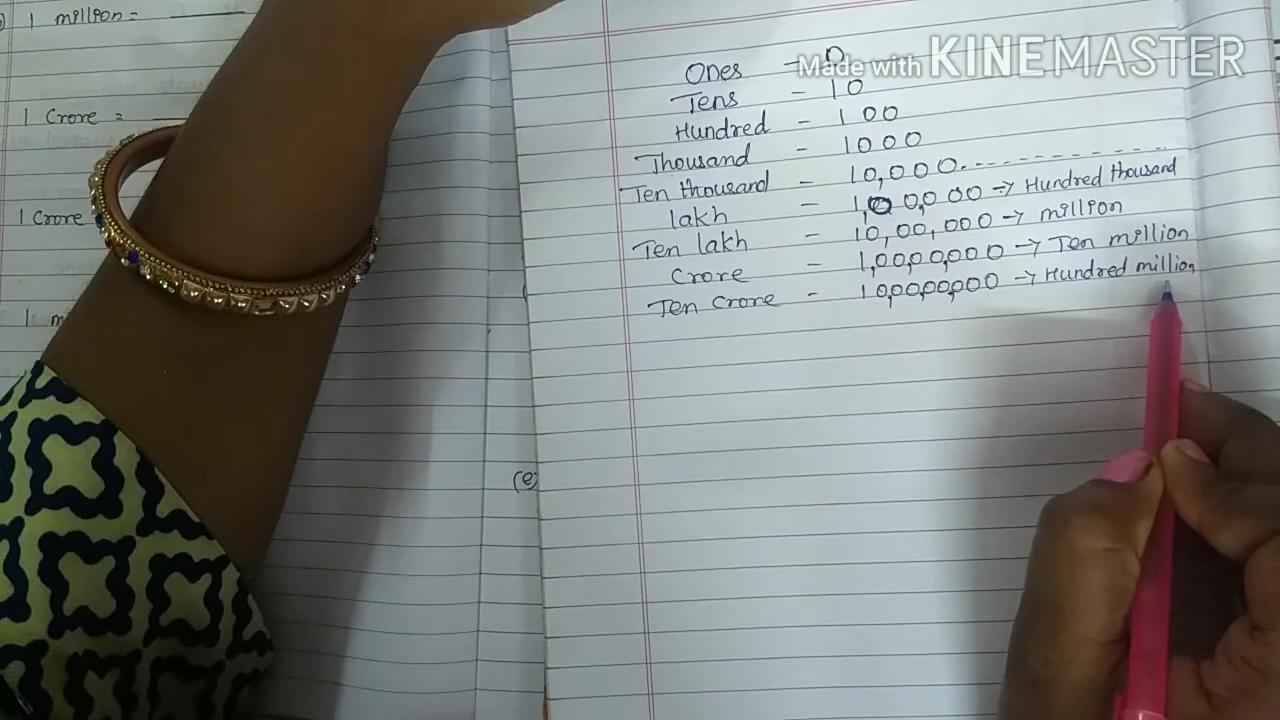 1 million =
1 Crore =
1 Crore
1 m
(e)
Made with KINEMASTER
Ones - 0
Tens - 10
Hundred - 100
Thousand - 1000
Ten thousand - 10,000
lakh - 1,00,000 → Hundred thousand
Ten lakh - 10,00,000 → million
Crore - 1,00,00,000 → Ten million
Ten Crore - 10,00,00,000 → Hundred million